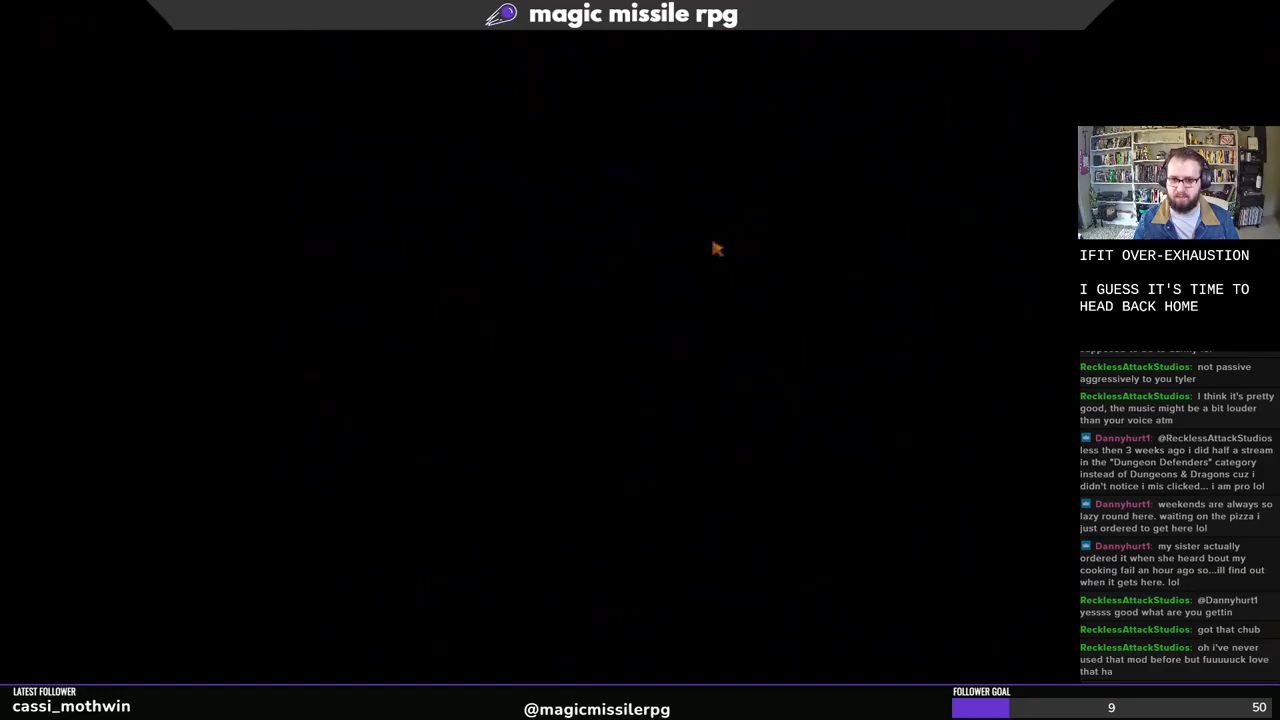 magic missile rpg
IFIT OVER-EXHAUSTION
I GUESS IT'S TIME TO
HEAD BACK HOME
RecklessAttackStudios: not passive
aggressively to you tyler
RecklessAttackStudios: I think it's pretty
good, the music might be a bit louder
than your voice atm
Dannyhurt1: @RecklessAttackStudios
less then 3 weeks ago i did half a stream
in the "Dungeon Defenders" category
instead of Dungeons & Dragons cuz i
didn't notice i mis clicked... i am pro lol
Dannyhurt1: weekends are always so
lazy round here. waiting on the pizza i
just ordered to get here lol
Dannyhurt1: my sister actually
ordered it when she heard bout my
cooking fail an hour ago so...ill find out
when it gets here. lol
RecklessAttackStudios: @Dannyhurt1
yessss good what are you gettin
RecklessAttackStudios: got that chub
RecklessAttackStudios: oh i've never
used that mod before but fuuuuuck love
that ha
LATEST FOLLOWER
cassi_mothwin
@magicmissilerpg
FOLLOWER GOAL
9
50